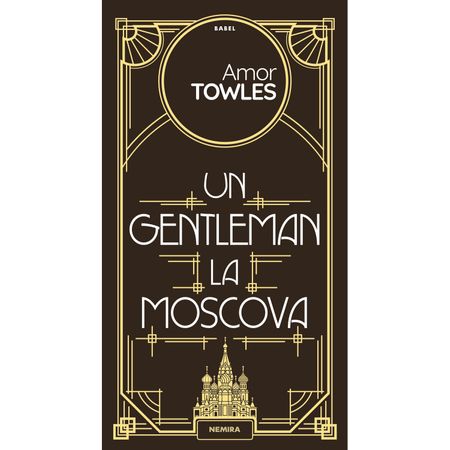 BABEL
Amor
TOWLES
UN
GENTLEMAN
LA
MOSCOVA
NEMIRA